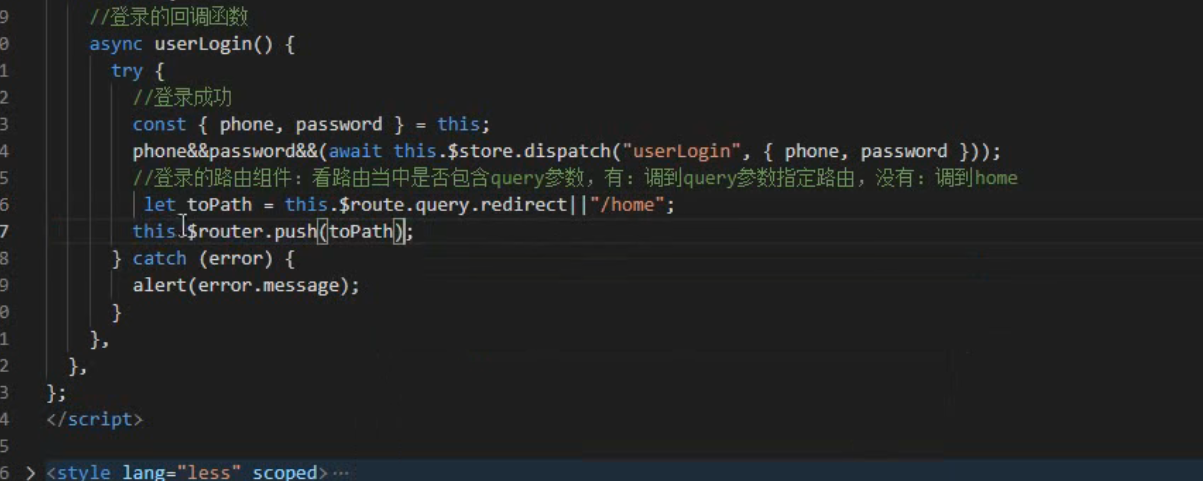 9 //登录的回调函数
0 async userLogin() {
1 try {
2 //登录成功
3 const { phone, password } = this;
4 phone&&password&&(await this.$store.dispatch("userLogin", { phone, password }));
5 //登录的路由组件：看路由当中是否包含query参数，有：调到query参数指定路由，没有：调到home
6 let toPath = this.$route.query.redirect||"/home";
7 this.$router.push(toPath);
8 } catch (error) {
9 alert(error.message);
0 }
1 },
2 },
3 };
4 </script>
5
6 <style lang="less" scoped>…